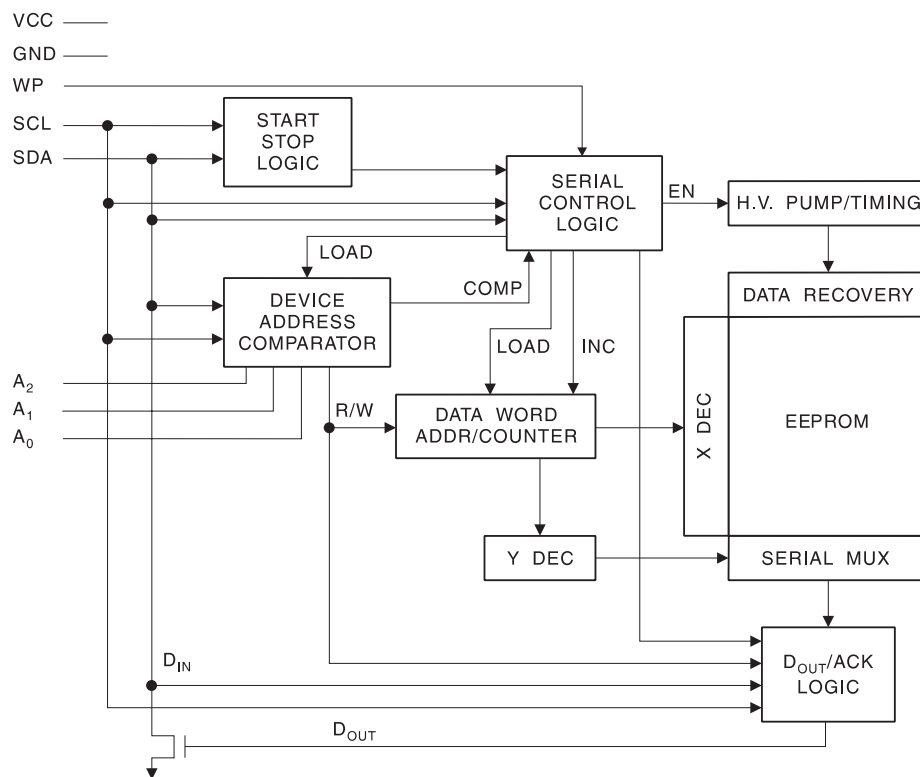 VCC
GND
WP
SCL
SDA
START
STOP
LOGIC
SERIAL
CONTROL
LOGIC
EN
H.V. PUMP/TIMING
LOAD
COMP
DATA RECOVERY
DEVICE
ADDRESS
COMPARATOR
LOAD
INC
A2
A1
A0
R/W
DATA WORD
ADDR/COUNTER
X DEC
EEPROM
Y DEC
SERIAL MUX
DIN
DOUT/ACK
LOGIC
DOUT